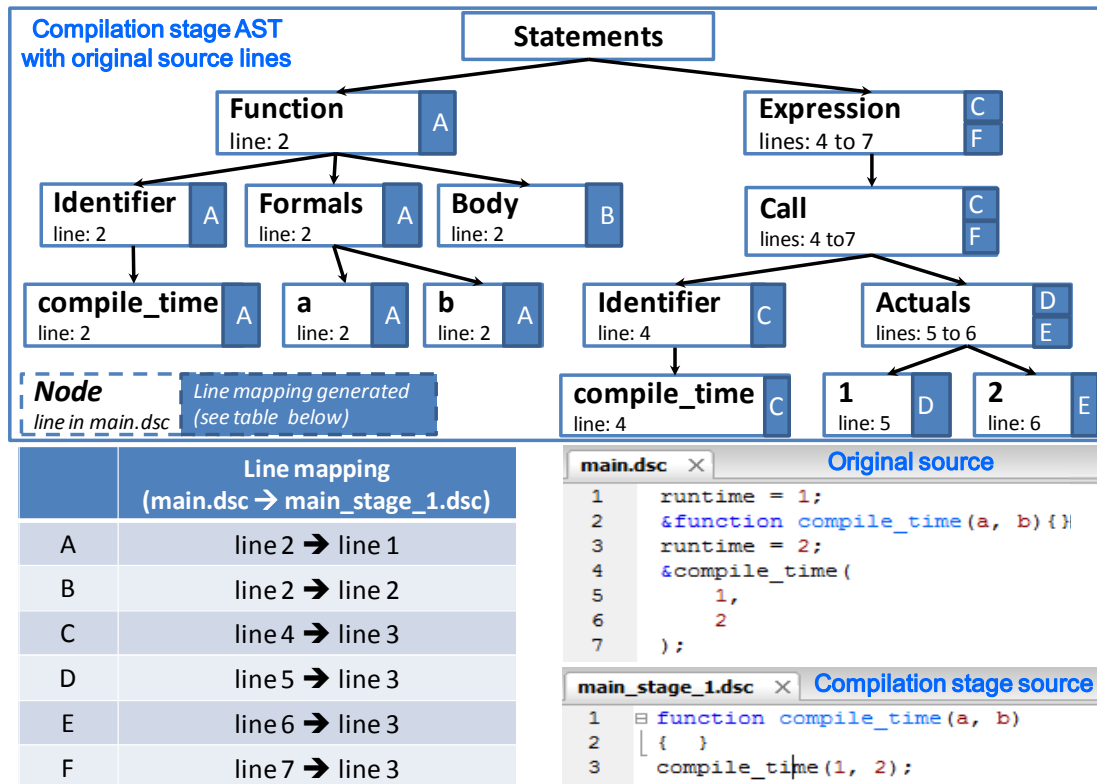 Compilation stage AST
with original source lines
Statements
Function
line: 2
A
Expression
lines: 4 to 7
C
F
Identifier
line: 2
A
Formals
line: 2
A
Body
line: 2
B
Call
lines: 4 to7
C
F
compile_time
line: 2
A
a
line: 2
A
b
line: 2
A
Identifier
line: 4
C
Actuals
lines: 5 to 6
D
E
Node
line in main.dsc
Line mapping generated
(see table below)
compile_time
line: 4
C
1
line: 5
D
2
line: 6
E
Line mapping
(main.dsc ➔ main_stage_1.dsc)
A line 2 ➔ line 1
B line 2 ➔ line 2
C line 4 ➔ line 3
D line 5 ➔ line 3
E line 6 ➔ line 3
F line 7 ➔ line 3
main.dsc × Original source
1 runtime = 1;
2 &function compile_time(a, b){}
3 runtime = 2;
4 &compile_time(
5 1,
6 2
7 );
main_stage_1.dsc × Compilation stage source
1 function compile_time(a, b)
2 { }
3 compile_time(1, 2);